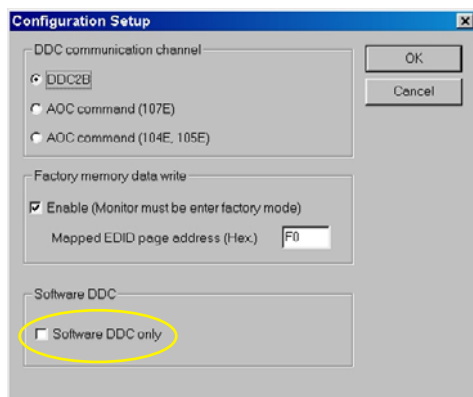 Configuration Setup
DDC communication channel
DDC2B
AOC command (107E)
AOC command (104E, 105E)
OK
Cancel
Factory memory data write
Enable (Monitor must be enter factory mode)
Mapped EDID page address (Hex.) F0
Software DDC
Software DDC only